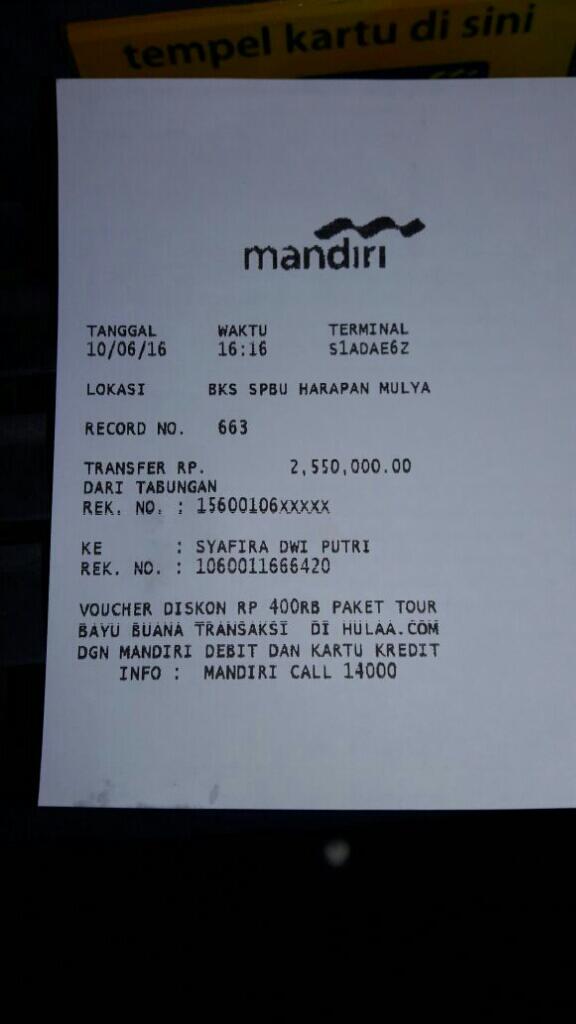 tempel kartu di sini
mandırı
TANGGAL WAKTU TERMINAL
10/06/16 16:16 S1ADAE6Z
LOKASI BKS SPBU HARAPAN MULYA
RECORD NO. 663
TRANSFER RP. 2,550,000.00
DARI TABUNGAN
REK. NO. : 15600106XXXXX
KE : SYAFIRA DWI PUTRI
REK. NO. : 1060011666420
VOUCHER DISKON RP 400RB PAKET TOUR
BAYU BUANA TRANSAKSI DI HULAA.COM
DGN MANDIRI DEBIT DAN KARTU KREDIT
INFO : MANDIRI CALL 14000